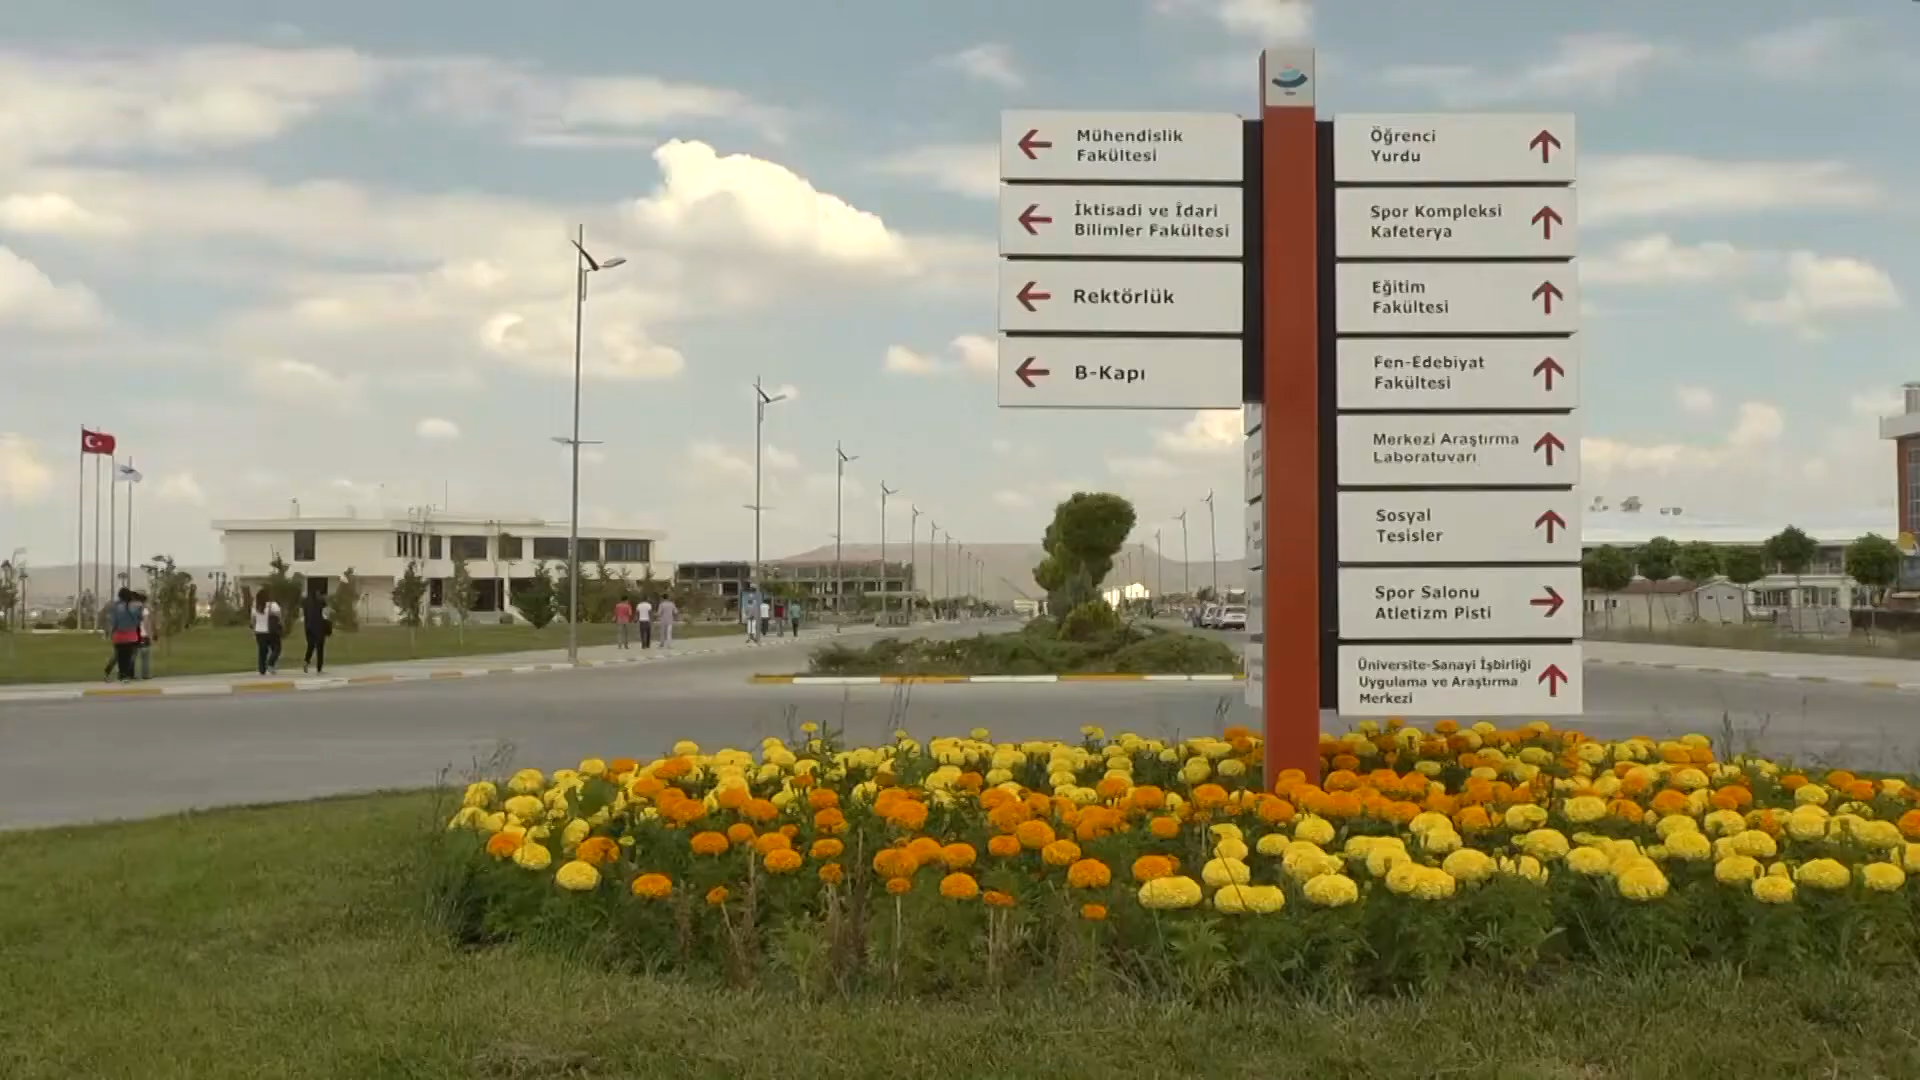 Mühendislik
Fakültesi
İktisadi ve İdari
Bilimler Fakültesi
Rektörlük
B-Kapı
Öğrenci
Yurdu
Spor Kompleksi
Kafeterya
Eğitim
Fakültesi
Fen-Edebiyat
Fakültesi
Merkezi Araştırma
Laboratuvarı
Sosyal
Tesisler
Spor Salonu
Atletizm Pisti
Üniversite-Sanayi İşbirliği
Uygulama ve Araştırma
Merkezi